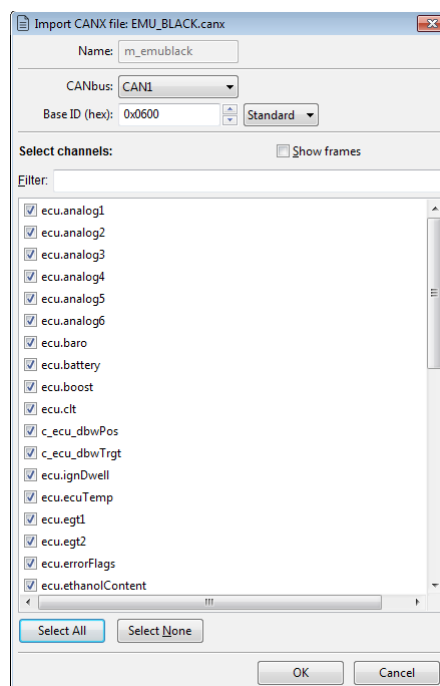 Import CANX file: EMU_BLACK.canx
Name: m_emublack
CANbus: CAN1
Base ID (hex): 0x0600 Standard
Select channels: Show frames
Filter:
ecu.analog1
ecu.analog2
ecu.analog3
ecu.analog4
ecu.analog5
ecu.analog6
ecu.baro
ecu.battery
ecu.boost
ecu.clt
c_ecu_dbwPos
c_ecu_dbwTrgt
ecu.ignDwell
ecu.ecuTemp
ecu.egt1
ecu.egt2
ecu.errorFlags
ecu.ethanolContent
Select All Select None
OK Cancel